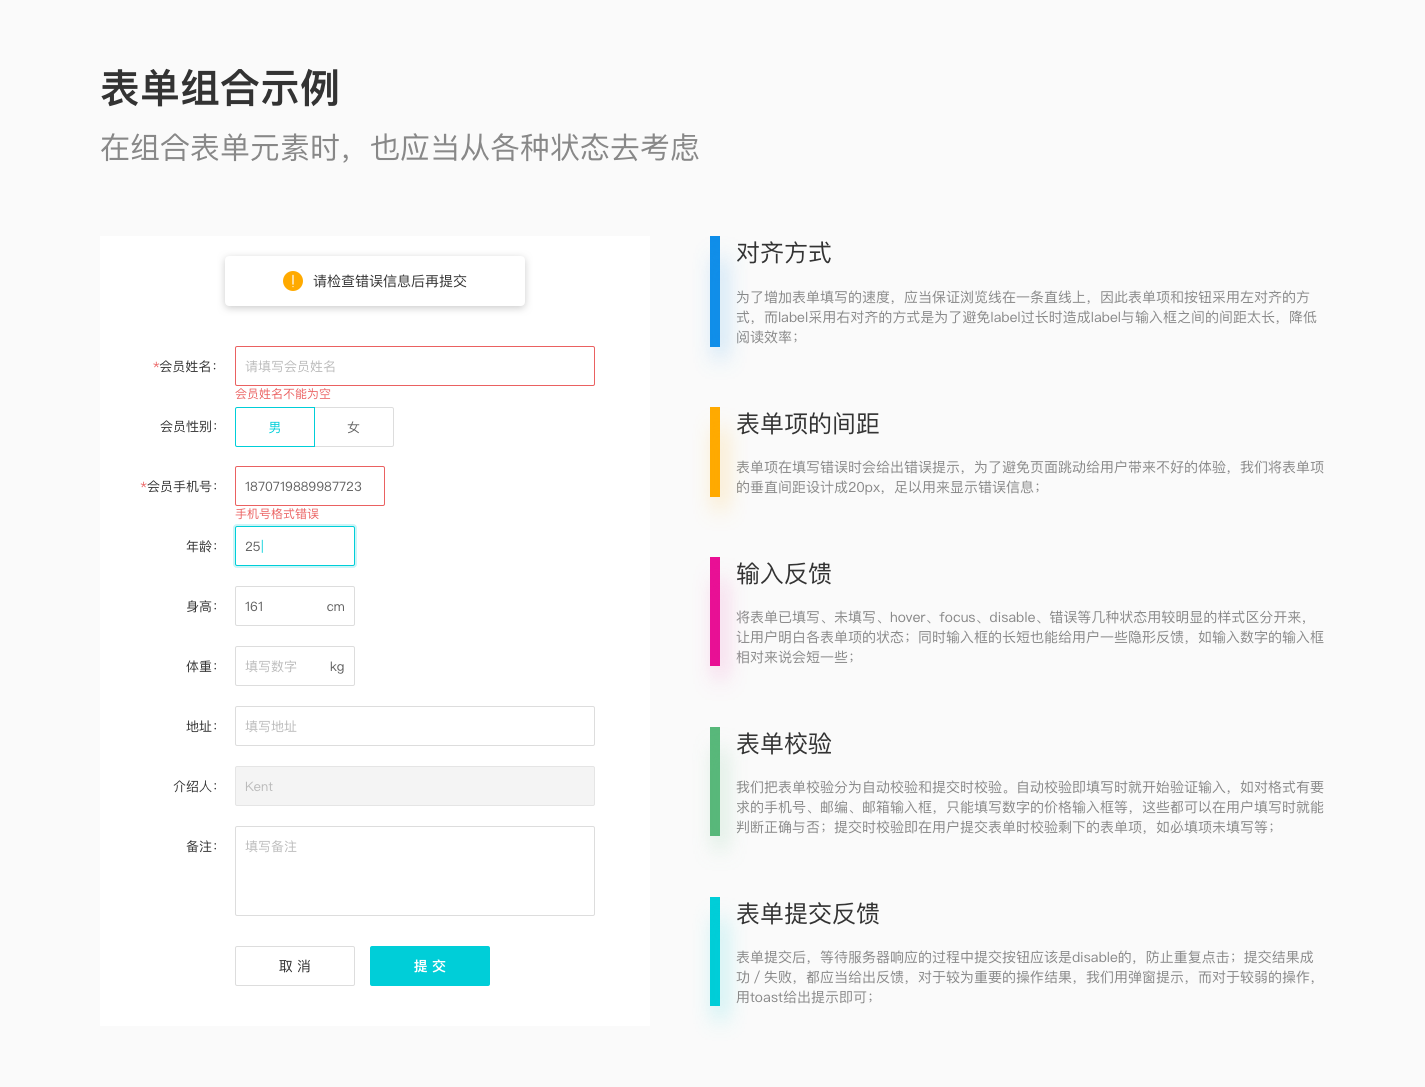 表单组合示例
在组合表单元素时，也应当从各种状态去考虑
! 请检查错误信息后再提交
*会员姓名： 请填写会员姓名
会员姓名不能为空
会员性别： 男 女
*会员手机号： 1870719889987723
手机号格式错误
年龄： 25
身高： 161 cm
体重： 填写数字 kg
地址： 填写地址
介绍人： Kent
备注： 填写备注
取 消 提 交
对齐方式
为了增加表单填写的速度，应当保证浏览线在一条直线上，因此表单项和按钮采用左对齐的方
式，而label采用右对齐的方式是为了避免label过长时造成label与输入框之间的间距太长，降低
阅读效率；
表单项的间距
表单项在填写错误时会给出错误提示，为了避免页面跳动给用户带来不好的体验，我们将表单项
的垂直间距设计成20px，足以用来显示错误信息；
输入反馈
将表单已填写、未填写、hover、focus、disable、错误等几种状态用较明显的样式区分开来，
让用户明白各表单项的状态；同时输入框的长短也能给用户一些隐形反馈，如输入数字的输入框
相对来说会短一些；
表单校验
我们把表单校验分为自动校验和提交时校验。自动校验即填写时就开始验证输入，如对格式有要
求的手机号、邮编、邮箱输入框，只能填写数字的价格输入框等，这些都可以在用户填写时就能
判断正确与否；提交时校验即在用户提交表单时校验剩下的表单项，如必填项未填写等；
表单提交反馈
表单提交后，等待服务器响应的过程中提交按钮应该是disable的，防止重复点击；提交结果成
功 / 失败，都应当给出反馈，对于较为重要的操作结果，我们用弹窗提示，而对于较弱的操作，
用toast给出提示即可；